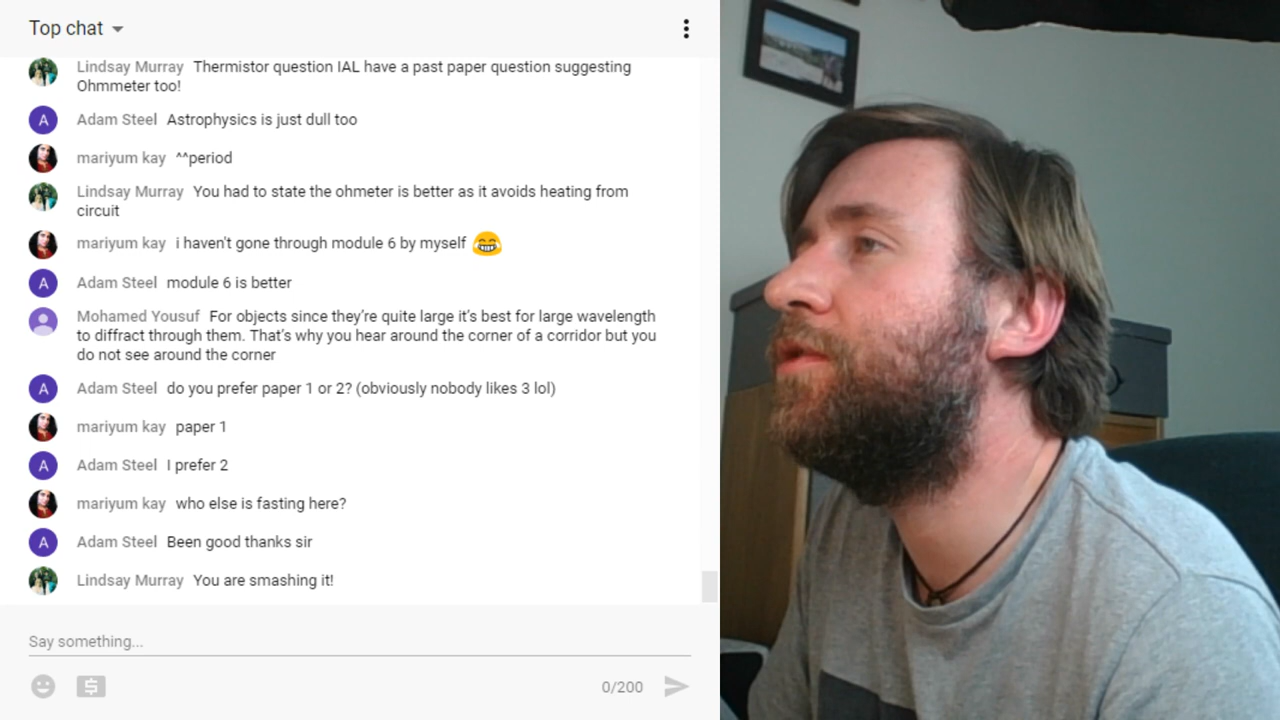 Top chat
Lindsay Murray Thermistor question IAL have a past paper question suggesting
Ohmmeter too!
A Adam Steel Astrophysics is just dull too
mariyum kay ^^period
Lindsay Murray You had to state the ohmeter is better as it avoids heating from
circuit
mariyum kay i haven't gone through module 6 by myself 😂
A Adam Steel module 6 is better
Mohamed Yousuf For objects since they're quite large it's best for large wavelength
to diffract through them. That's why you hear around the corner of a corridor but you
do not see around the corner
A Adam Steel do you prefer paper 1 or 2? (obviously nobody likes 3 lol)
mariyum kay paper 1
A Adam Steel I prefer 2
mariyum kay who else is fasting here?
A Adam Steel Been good thanks sir
Lindsay Murray You are smashing it!
Say something...
0/200